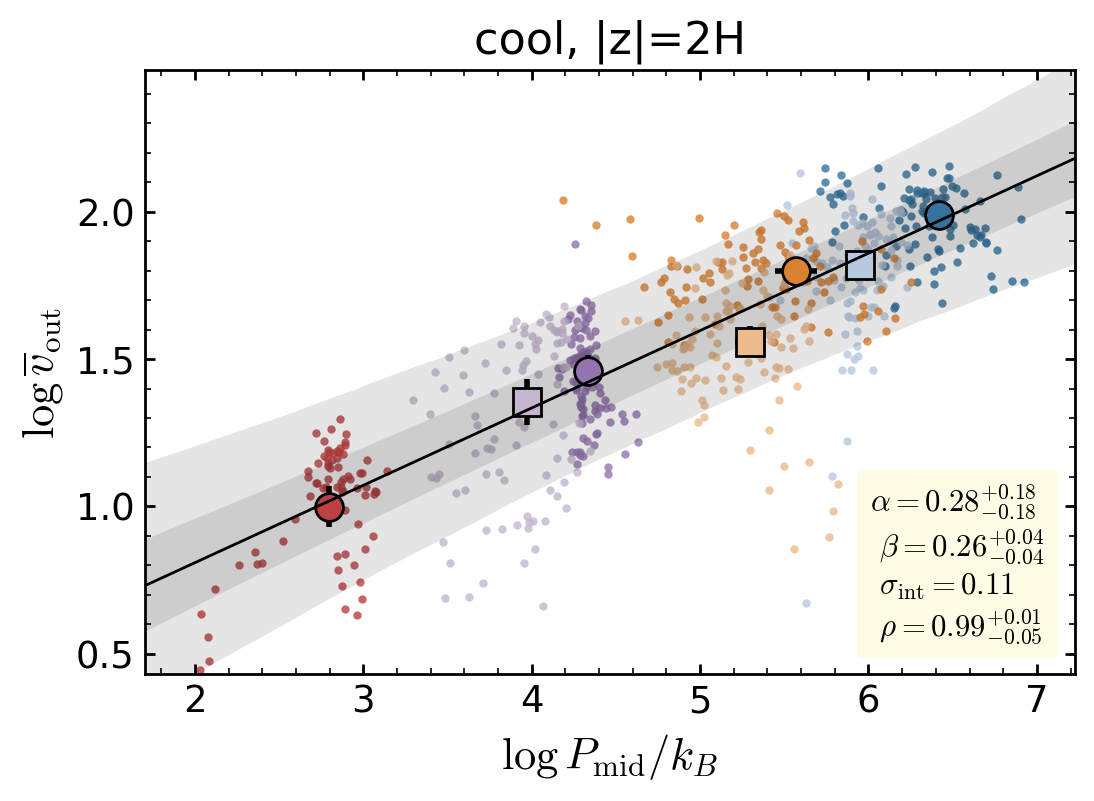 cool, |z|=2H
log v̅_out
2.0
1.5
1.0
0.5
α = 0.28^{+0.18}_{−0.18}
β = 0.26^{+0.04}_{−0.04}
σ_int = 0.11
ρ = 0.99^{+0.01}_{−0.05}
2 3 4 5 6 7
log P_mid/k_B